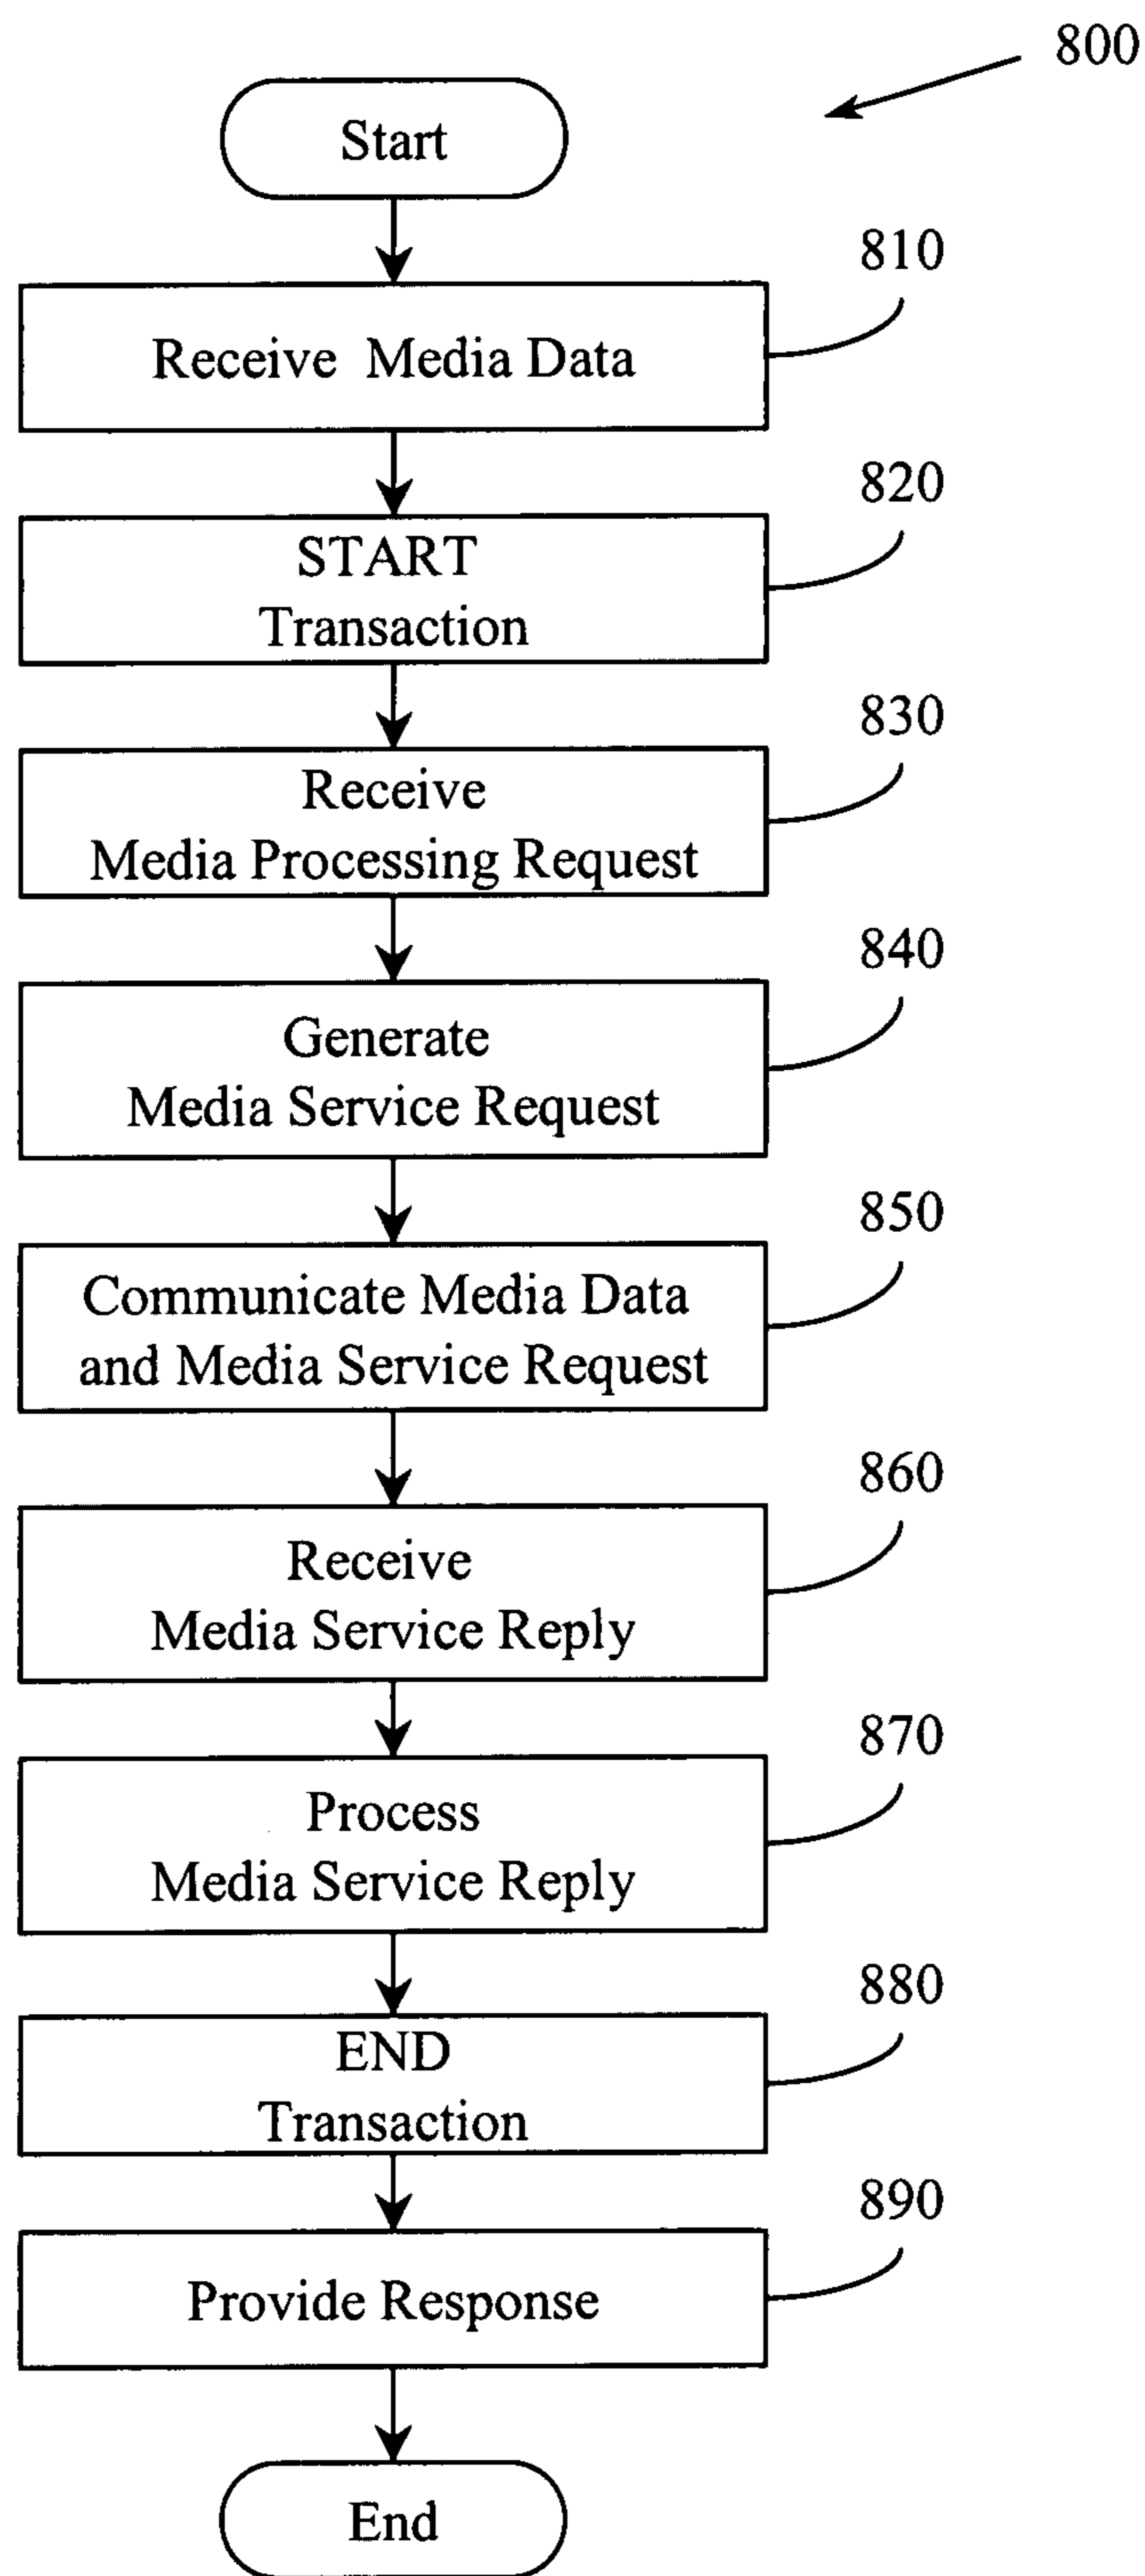 800
Start
810
Receive Media Data
820
START
Transaction
830
Receive
Media Processing Request
840
Generate
Media Service Request
850
Communicate Media Data
and Media Service Request
860
Receive
Media Service Reply
870
Process
Media Service Reply
880
END
Transaction
890
Provide Response
End